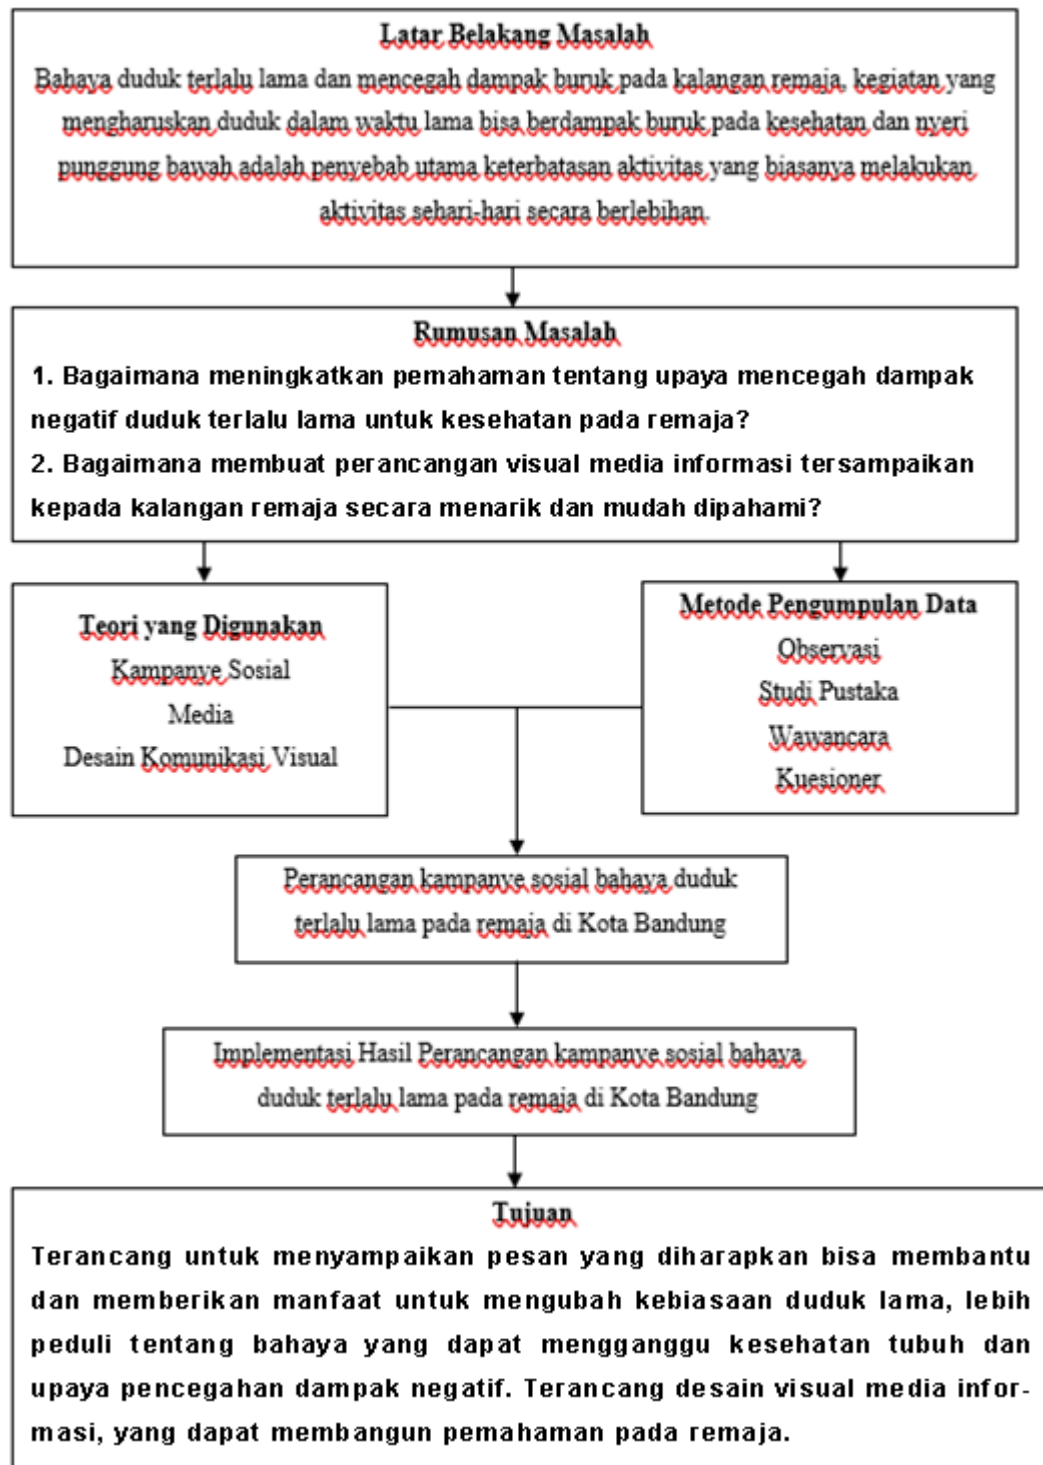 Latar Belakang Masalah
Bahaya duduk terlalu lama dan mencegah dampak buruk pada kalangan remaja, kegiatan yang
mengharuskan duduk dalam waktu lama bisa berdampak buruk pada kesehatan dan nyeri
punggung bawah adalah penyebab utama keterbatasan aktivitas yang biasanya melakukan
aktivitas sehari-hari secara berlebihan.
Rumusan Masalah
1. Bagaimana meningkatkan pemahaman tentang upaya mencegah dampak
negatif duduk terlalu lama untuk kesehatan pada remaja?
2. Bagaimana membuat perancangan visual media informasi tersampaikan
kepada kalangan remaja secara menarik dan mudah dipahami?
Teori yang Digunakan
Kampanye Sosial
Media
Desain Komunikasi Visual
Metode Pengumpulan Data
Observasi
Studi Pustaka
Wawancara
Kuesioner
Perancangan kampanye sosial bahaya duduk
terlalu lama pada remaja di Kota Bandung
Implementasi Hasil Perancangan kampanye sosial bahaya
duduk terlalu lama pada remaja di Kota Bandung
Tujuan
Terancang untuk menyampaikan pesan yang diharapkan bisa membantu
dan memberikan manfaat untuk mengubah kebiasaan duduk lama, lebih
peduli tentang bahaya yang dapat mengganggu kesehatan tubuh dan
upaya pencegahan dampak negatif. Terancang desain visual media infor-
masi, yang dapat membangun pemahaman pada remaja.